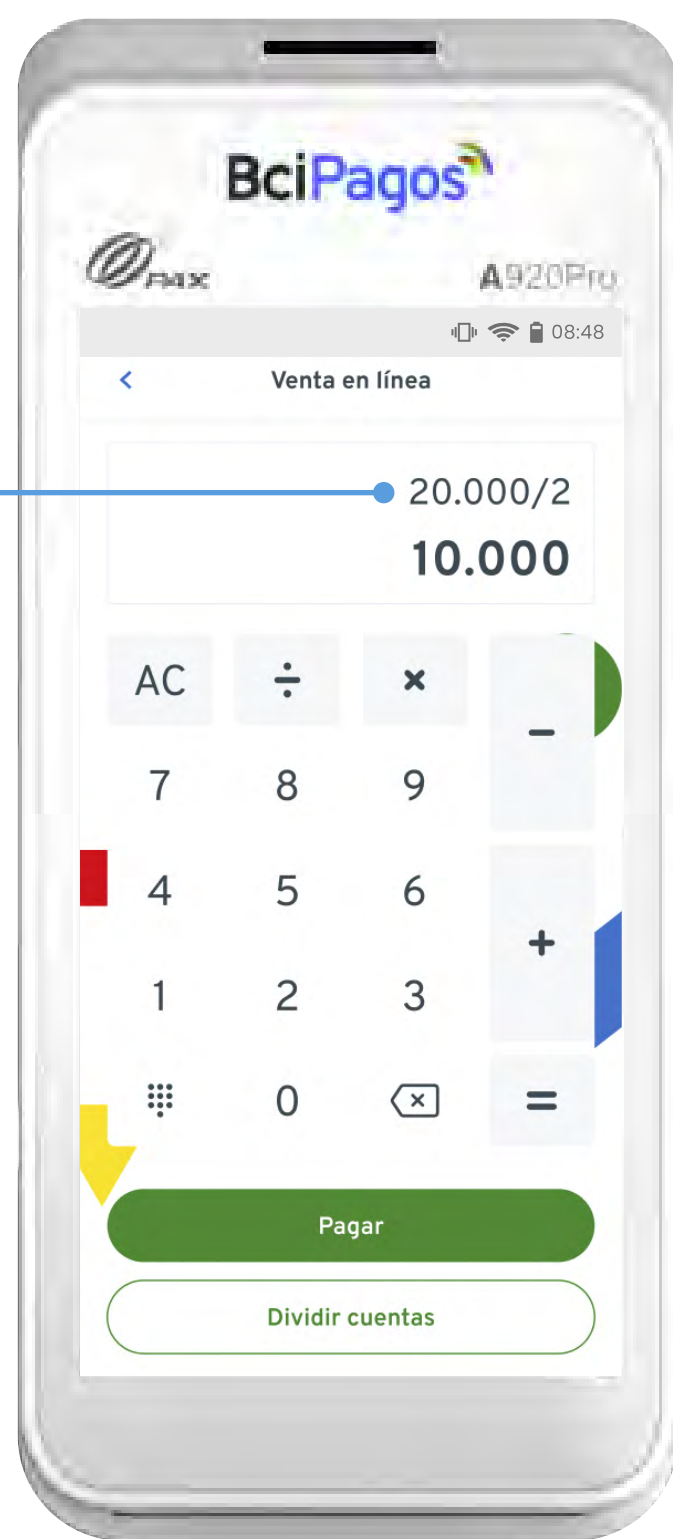 BciPagos
PAX
A920Pro
08:48
Venta en línea
20.000/2
10.000
AC ÷ × −
7 8 9
4 5 6 +
1 2 3
0 × =
Pagar
Dividir cuentas